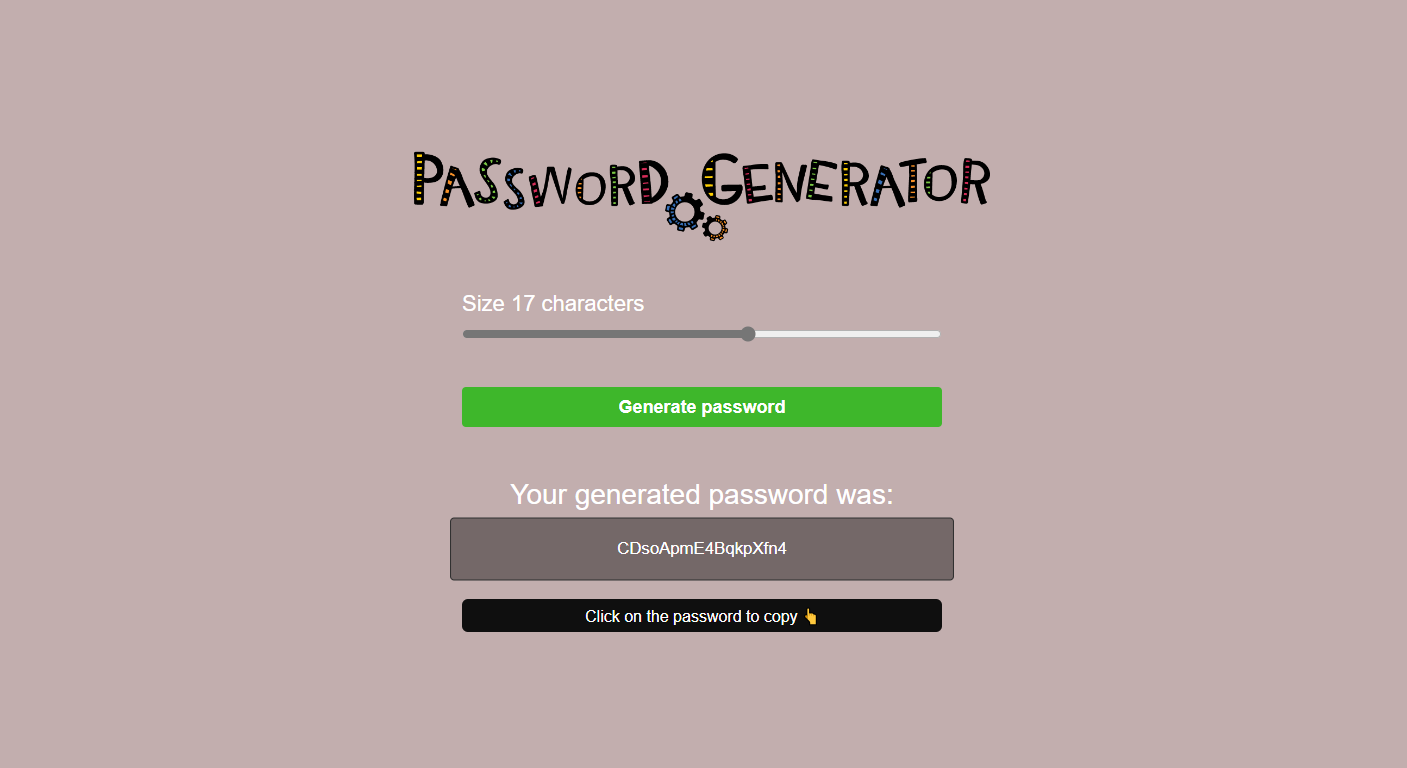 PASSWORD GENERATOR
Size 17 characters
Generate password
Your generated password was:
CDsoApmE4BqkpXfn4
Click on the password to copy 👆